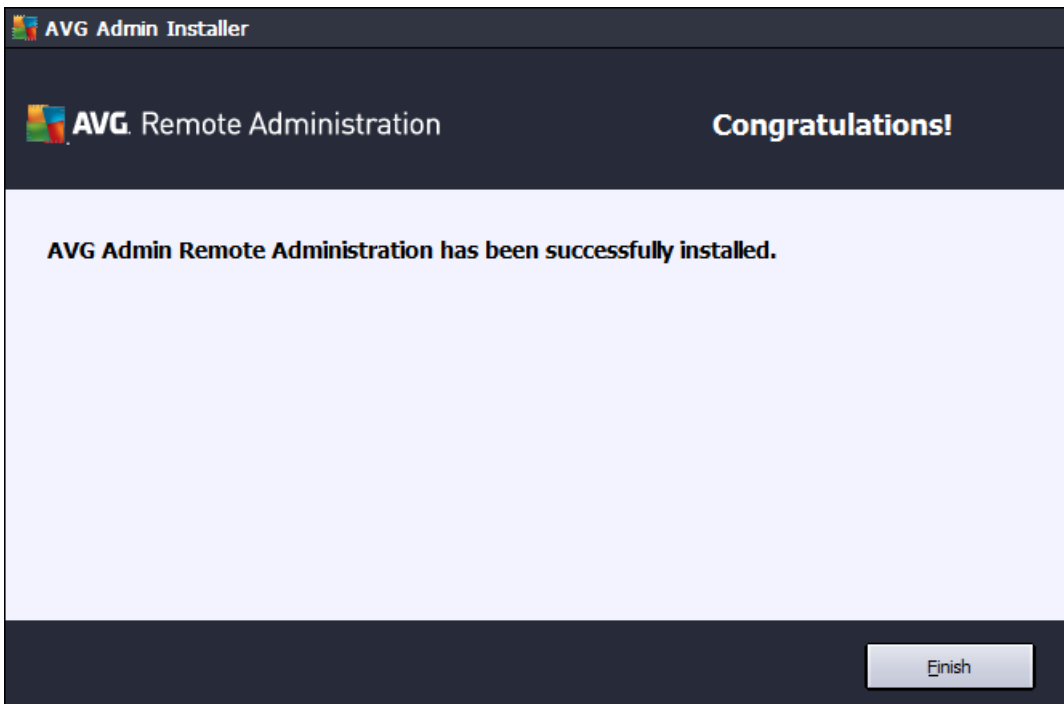 AVG Admin Installer
AVG. Remote Administration
Congratulations!
AVG Admin Remote Administration has been successfully installed.
Finish